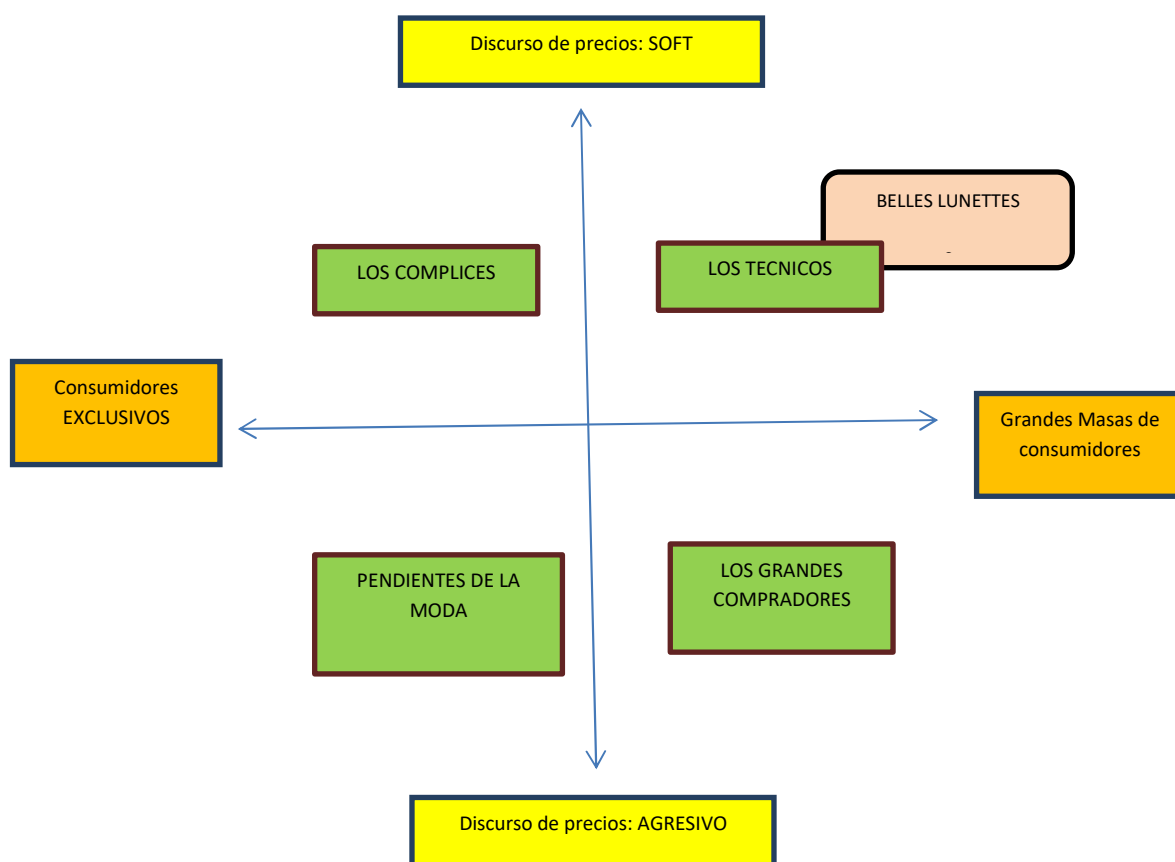 Discurso de precios: SOFT
BELLES LUNETTES
-
LOS COMPLICES
LOS TECNICOS
Consumidores
EXCLUSIVOS
Grandes Masas de
consumidores
PENDIENTES DE LA
MODA
LOS GRANDES
COMPRADORES
Discurso de precios: AGRESIVO